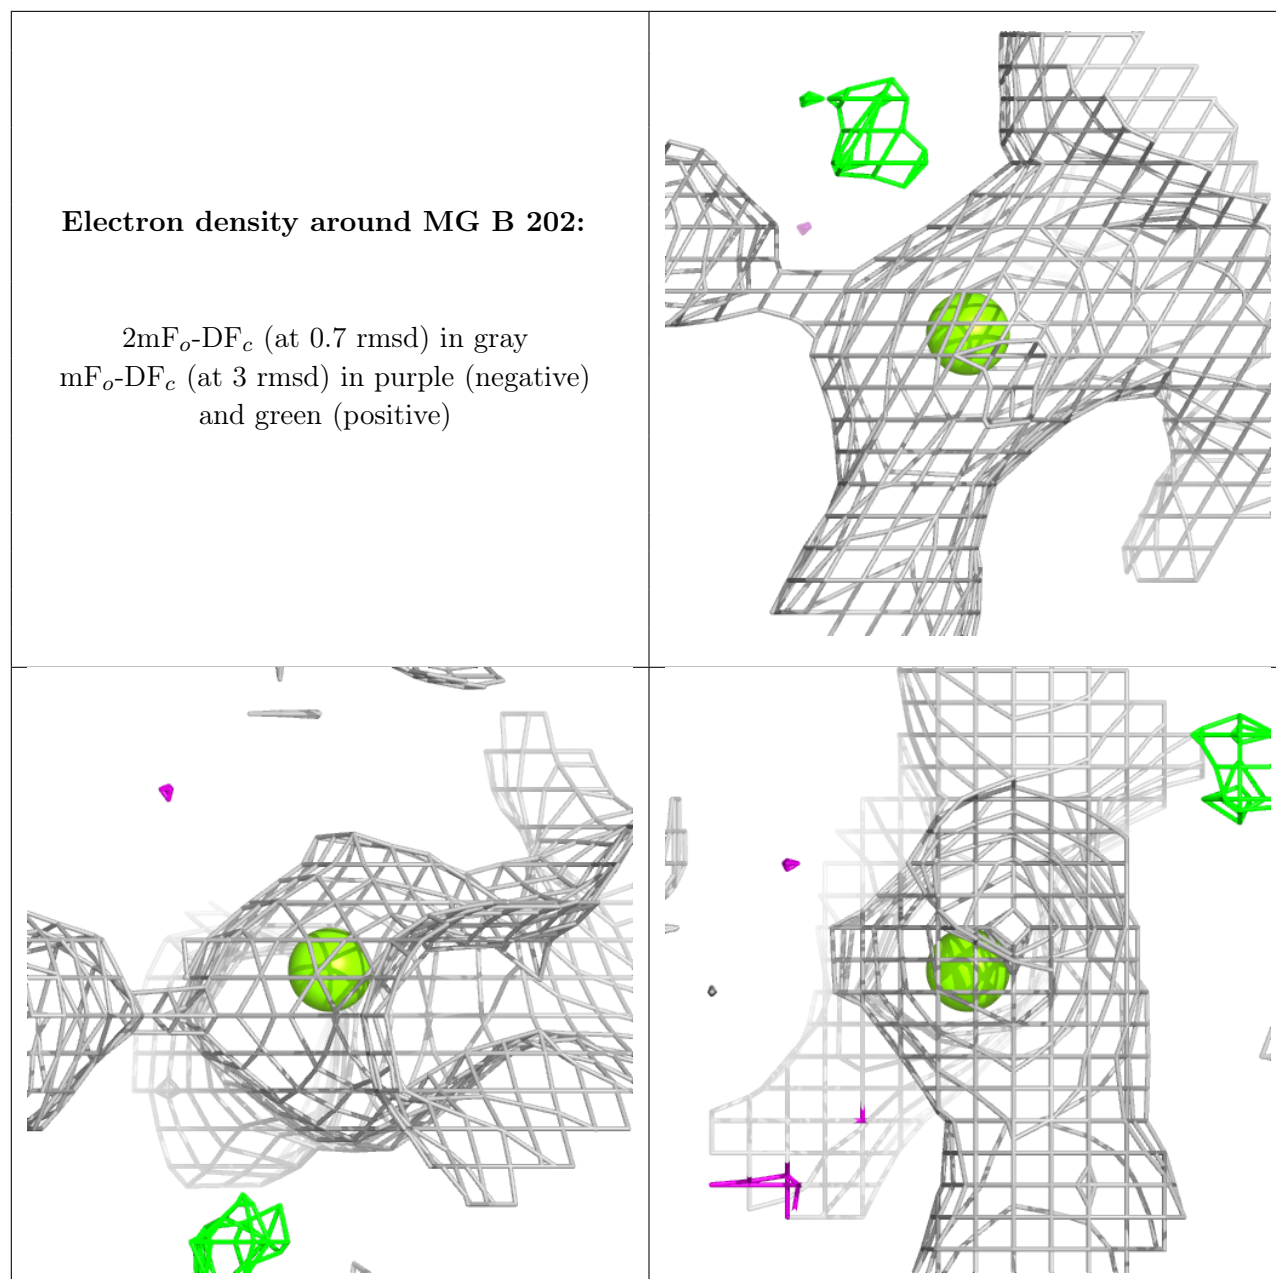 Electron density around MG B 202:
2mFo-DFc (at 0.7 rmsd) in gray
mFo-DFc (at 3 rmsd) in purple (negative)
and green (positive)